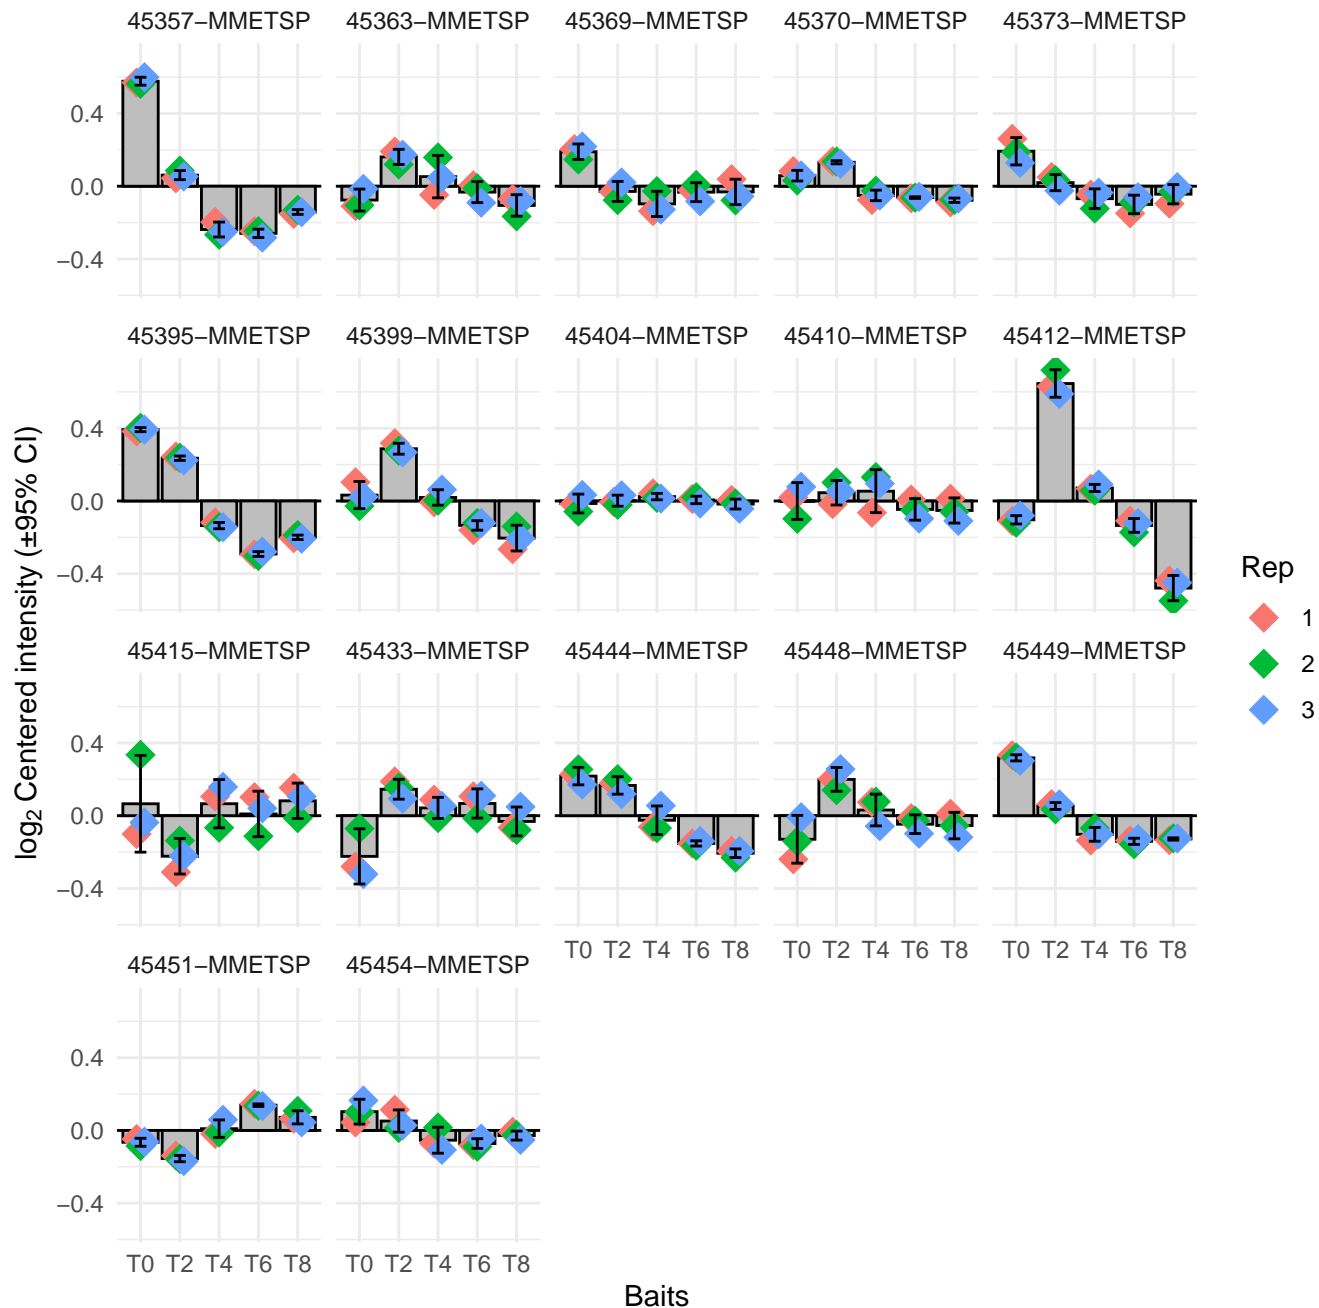 45357−MMETSP 45363−MMETSP 45369−MMETSP 45370−MMETSP 45373−MMETSP
0.4
0.0
−0.4
45395−MMETSP 45399−MMETSP 45404−MMETSP 45410−MMETSP 45412−MMETSP
0.4
0.0
−0.4
45415−MMETSP 45433−MMETSP 45444−MMETSP 45448−MMETSP 45449−MMETSP
0.4
0.0
−0.4
T0 T2 T4 T6 T8 T0 T2 T4 T6 T8 T0 T2 T4 T6 T8
45451−MMETSP 45454−MMETSP
0.4
0.0
−0.4
T0 T2 T4 T6 T8 T0 T2 T4 T6 T8
Baits
log₂ Centered intensity (±95% CI)
Rep
1
2
3